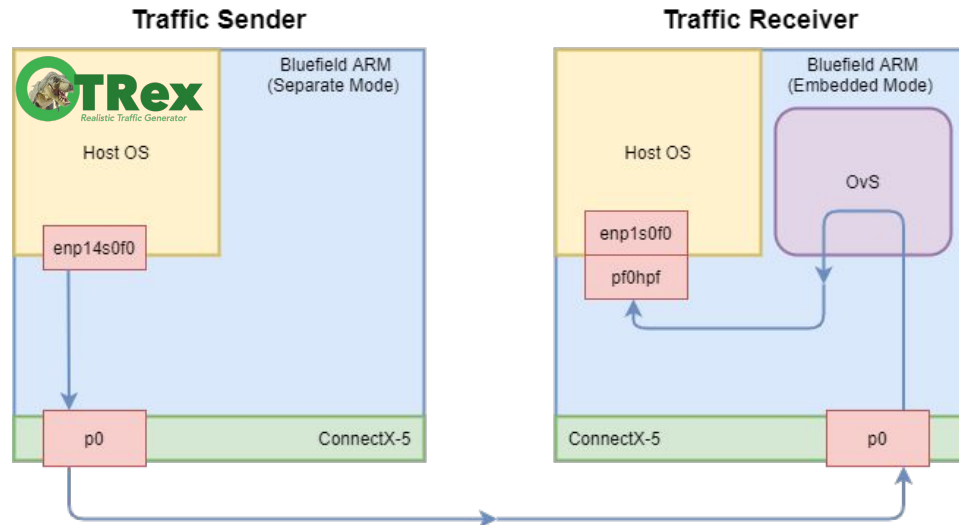 Traffic Sender
TRex
Realistic Traffic Generator
Bluefield ARM
(Separate Mode)
Host OS
enp14s0f0
p0
ConnectX-5
Traffic Receiver
Bluefield ARM
(Embedded Mode)
Host OS
OvS
enp1s0f0
pf0hpf
ConnectX-5
p0